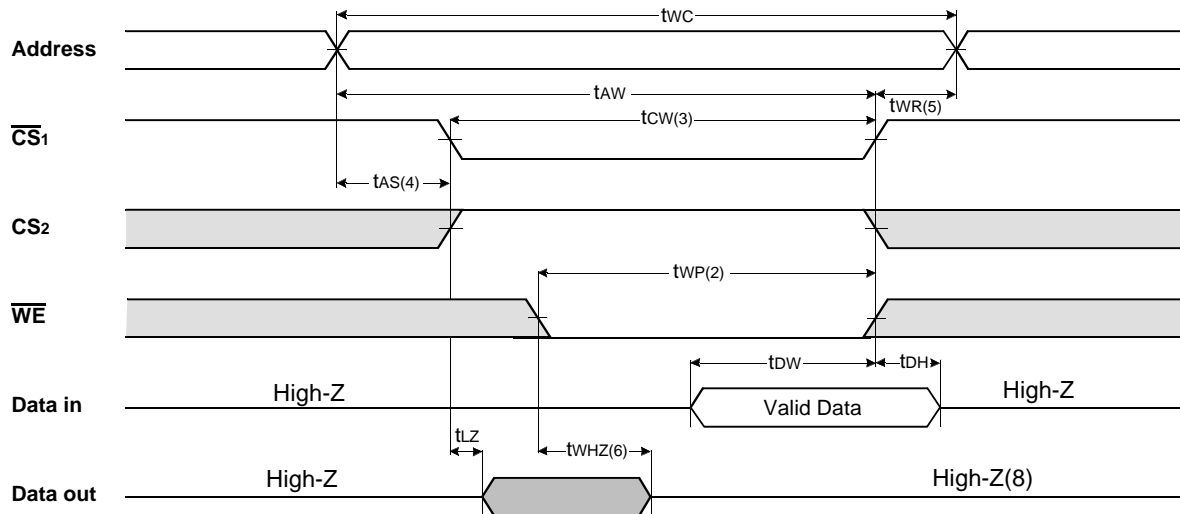 tWC
Address
tAW
tWR(5)
CS1
tCW(3)
tAS(4)
CS2
tWP(2)
WE
tDW
tDH
Data in
High-Z
Valid Data
High-Z
tLZ
tWHZ(6)
Data out
High-Z
High-Z(8)